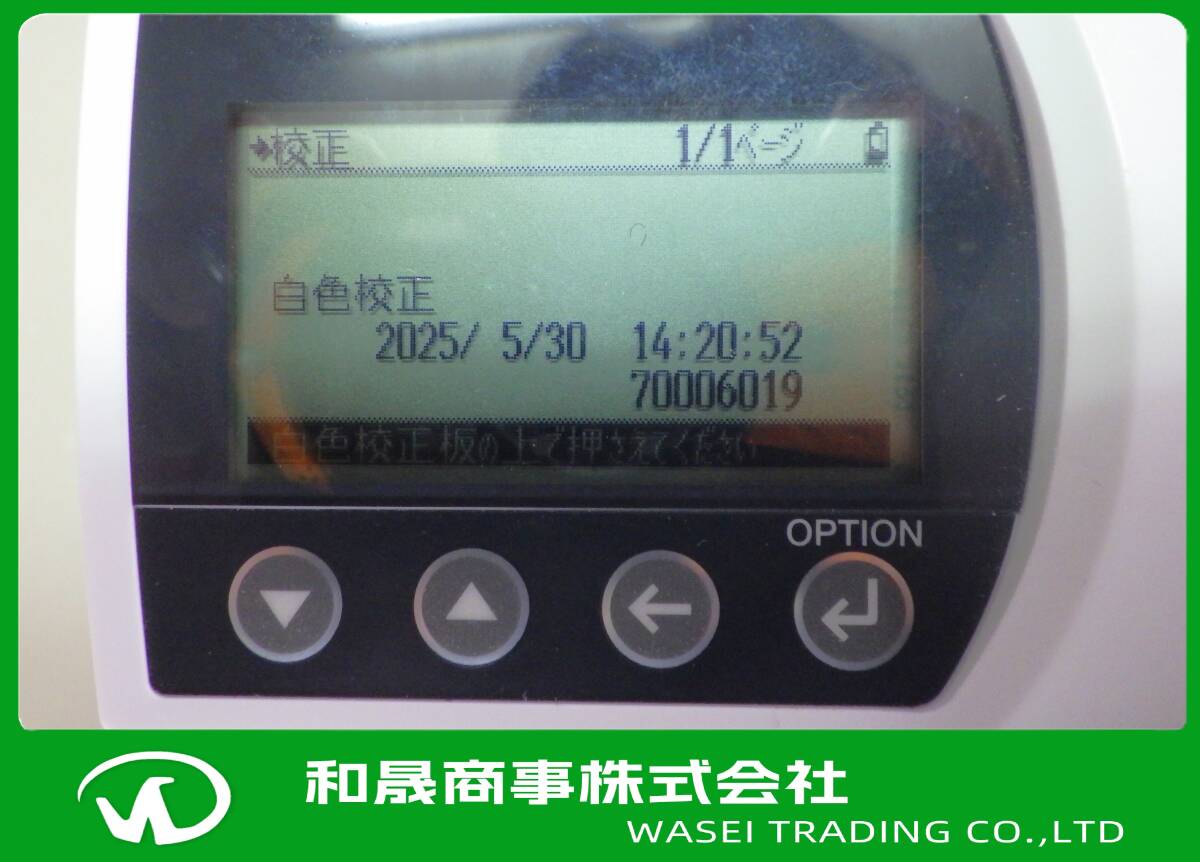 ➔校正 1/1ページ
白色校正
2025/ 5/30 14:20:52
70006019
白色校正板の上で押さえてください
OPTION
和晟商事株式会社
WASEI TRADING CO.,LTD